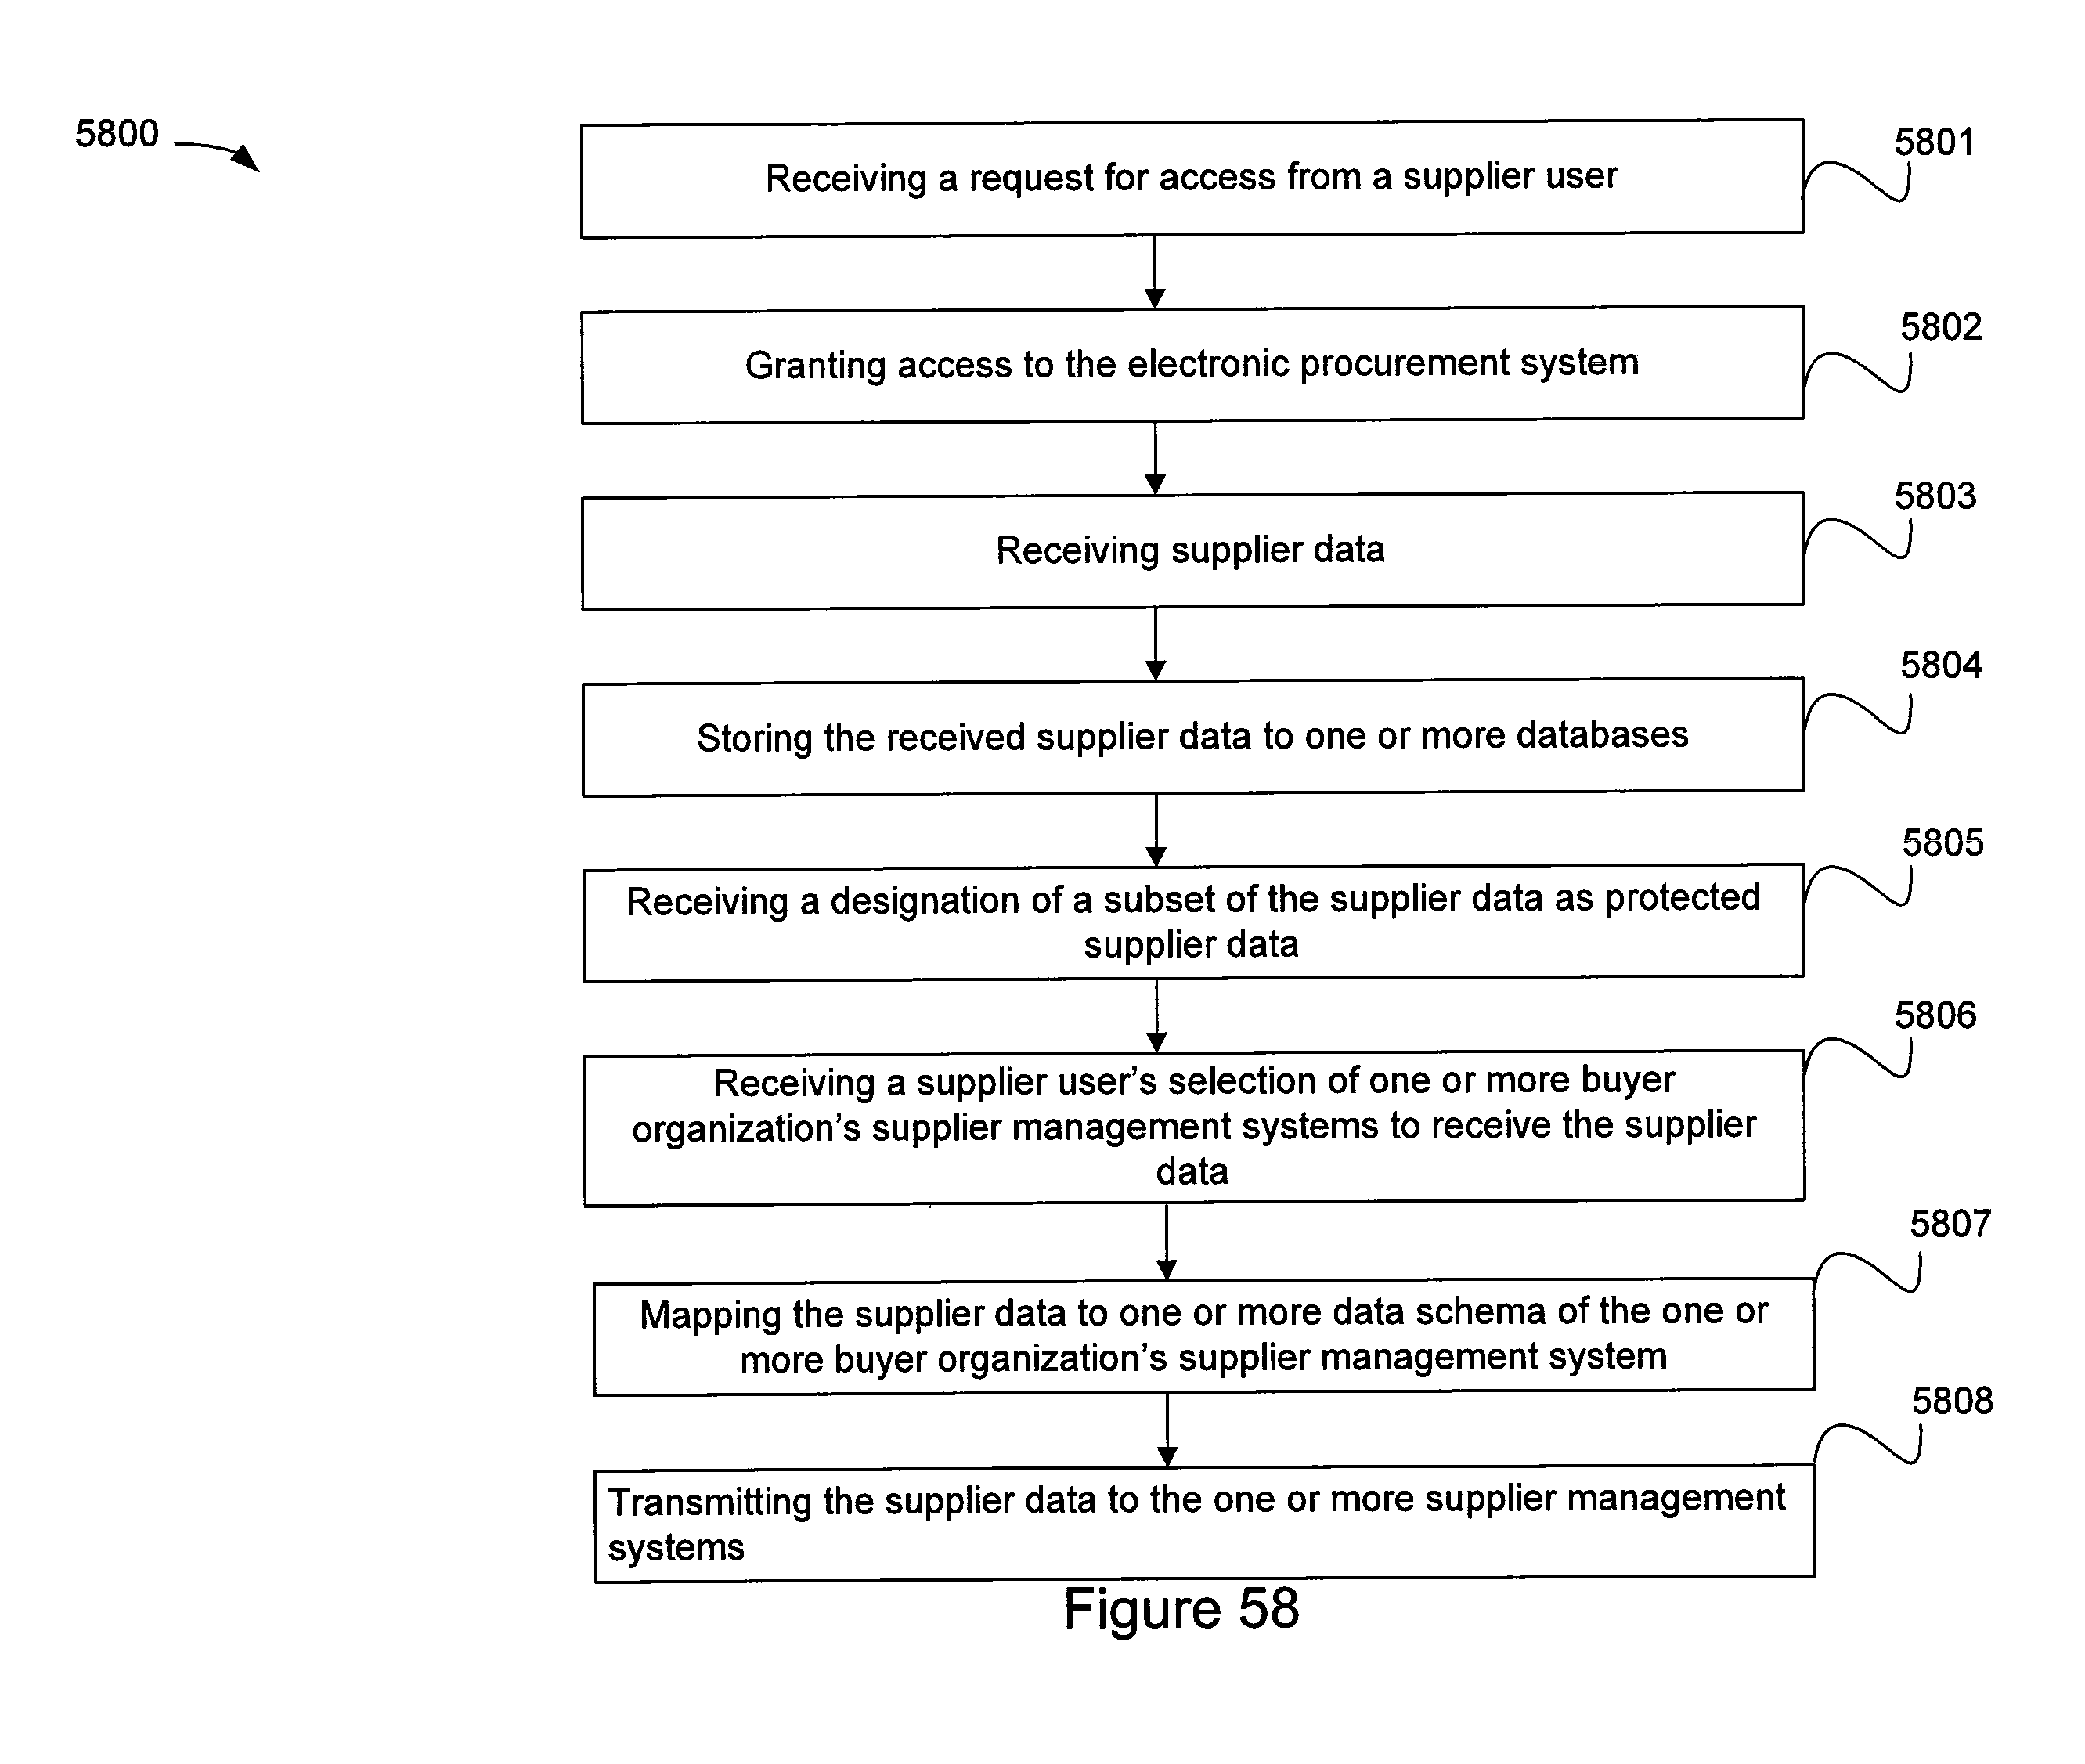 5800
Receiving a request for access from a supplier user
5801
Granting access to the electronic procurement system
5802
Receiving supplier data
5803
Storing the received supplier data to one or more databases
5804
Receiving a designation of a subset of the supplier data as protected
supplier data
5805
Receiving a supplier user’s selection of one or more buyer
organization’s supplier management systems to receive the supplier
data
5806
Mapping the supplier data to one or more data schema of the one or
more buyer organization’s supplier management system
5807
Transmitting the supplier data to the one or more supplier management
systems
5808
Figure 58